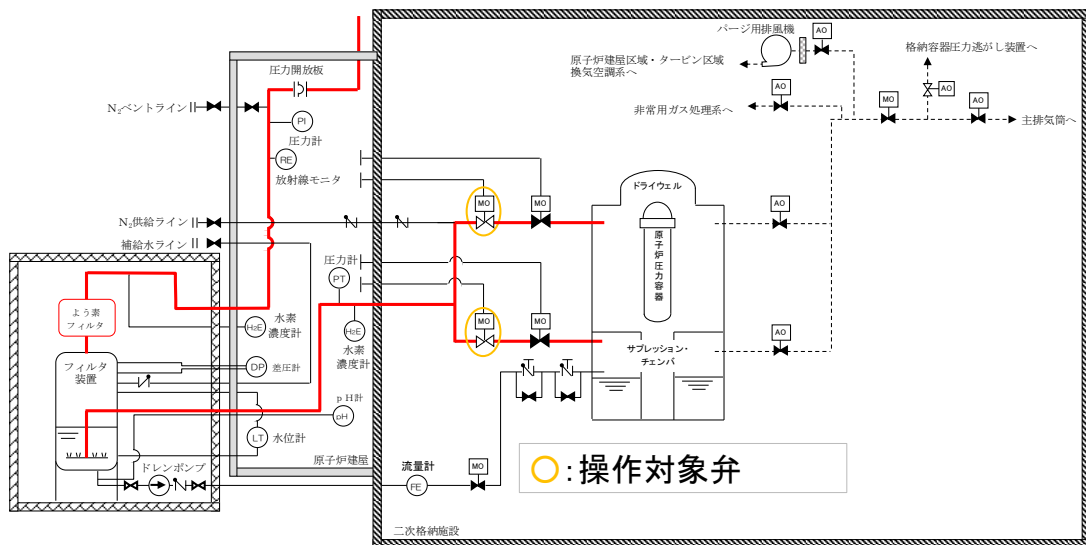 パージ用排風機
AO
格納容器圧力逃がし装置へ
原子炉建屋区域・タービン区域
換気空調系へ
圧力開放板
AO
AO
MO
AO
N₂ベントライン
非常用ガス処理系へ
主排気筒へ
PI
圧力計
RE
放射線モニタ
ドライウェル
MO
MO
AO
N₂供給ライン
補給水ライン
原子炉圧力容器
圧力計
PT
よう素
フィルタ
H₂E
水素
濃度計
H₂E
水素
濃度計
MO
MO
AO
サプレッション・
チェンバ
フィルタ
装置
DP
差圧計
pH計
pH
LT
水位計
ドレンポンプ
原子炉建屋
流量計
MO
FE
:操作対象弁
二次格納施設